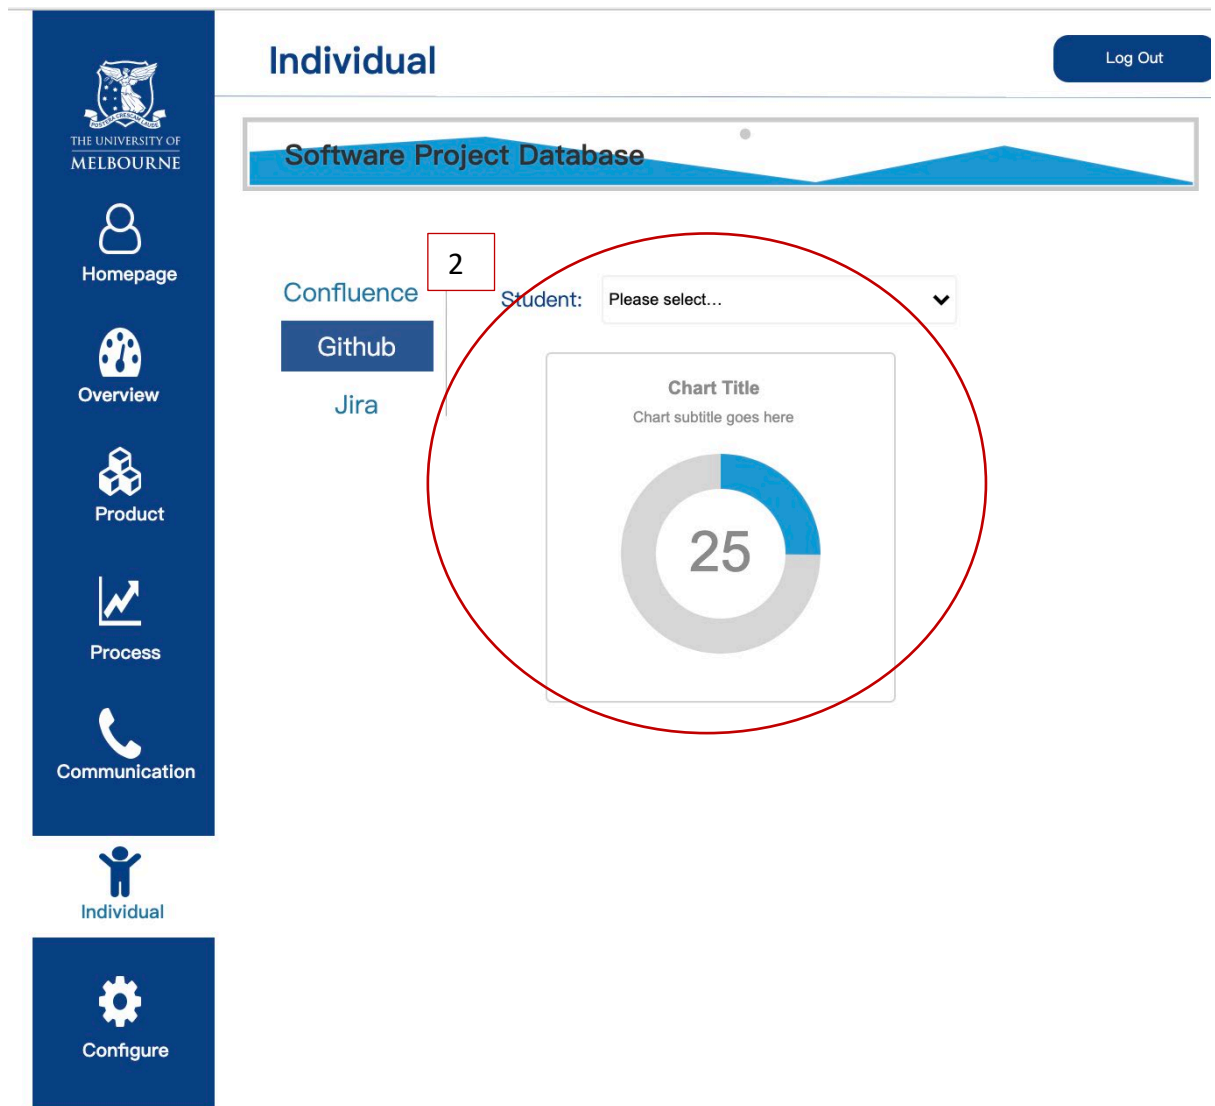 Individual
Log Out
THE UNIVERSITY OF
MELBOURNE
Software Project Database
Homepage
Overview
Product
Process
Communication
Individual
Configure
2
Confluence
Github
Jira
Student:
Please select...
Chart Title
Chart subtitle goes here
25